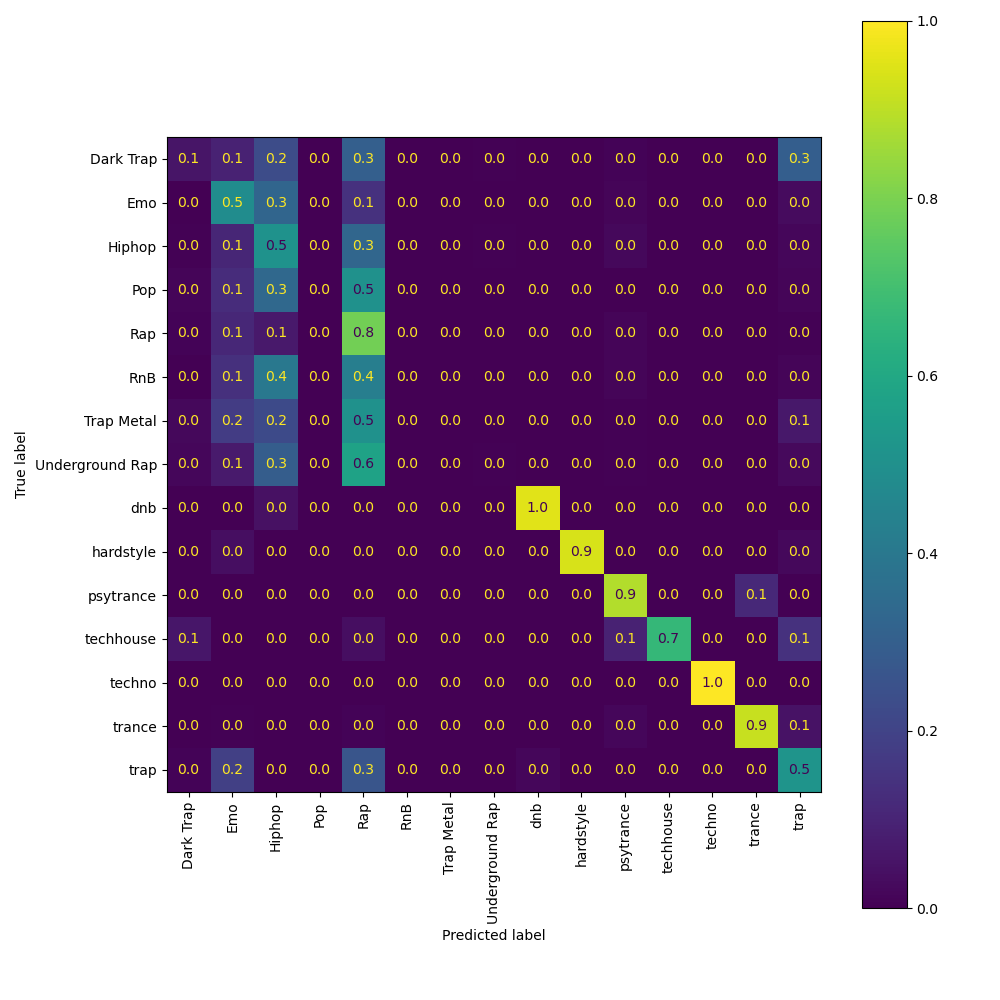 1.0
Dark Trap 0.1 0.1 0.2 0.0 0.3 0.0 0.0 0.0 0.0 0.0 0.0 0.0 0.0 0.0 0.3
Emo 0.0 0.5 0.3 0.0 0.1 0.0 0.0 0.0 0.0 0.0 0.0 0.0 0.0 0.0 0.0
0.8
Hiphop 0.0 0.1 0.5 0.0 0.3 0.0 0.0 0.0 0.0 0.0 0.0 0.0 0.0 0.0 0.0
Pop 0.0 0.1 0.3 0.0 0.5 0.0 0.0 0.0 0.0 0.0 0.0 0.0 0.0 0.0 0.0
Rap 0.0 0.1 0.1 0.0 0.8 0.0 0.0 0.0 0.0 0.0 0.0 0.0 0.0 0.0 0.0
RnB 0.0 0.1 0.4 0.0 0.4 0.0 0.0 0.0 0.0 0.0 0.0 0.0 0.0 0.0 0.0
0.6
Trap Metal 0.0 0.2 0.2 0.0 0.5 0.0 0.0 0.0 0.0 0.0 0.0 0.0 0.0 0.0 0.1
True label
Underground Rap 0.0 0.1 0.3 0.0 0.6 0.0 0.0 0.0 0.0 0.0 0.0 0.0 0.0 0.0 0.0
dnb 0.0 0.0 0.0 0.0 0.0 0.0 0.0 0.0 1.0 0.0 0.0 0.0 0.0 0.0 0.0
hardstyle 0.0 0.0 0.0 0.0 0.0 0.0 0.0 0.0 0.0 0.9 0.0 0.0 0.0 0.0 0.0
0.4
psytrance 0.0 0.0 0.0 0.0 0.0 0.0 0.0 0.0 0.0 0.0 0.9 0.0 0.0 0.1 0.0
techhouse 0.1 0.0 0.0 0.0 0.0 0.0 0.0 0.0 0.0 0.0 0.1 0.7 0.0 0.0 0.1
techno 0.0 0.0 0.0 0.0 0.0 0.0 0.0 0.0 0.0 0.0 0.0 0.0 1.0 0.0 0.0
trance 0.0 0.0 0.0 0.0 0.0 0.0 0.0 0.0 0.0 0.0 0.0 0.0 0.0 0.9 0.1
0.2
trap 0.0 0.2 0.0 0.0 0.3 0.0 0.0 0.0 0.0 0.0 0.0 0.0 0.0 0.0 0.5
Dark Trap
Emo
Hiphop
Pop
Rap
RnB
Trap Metal
Underground Rap
dnb
hardstyle
psytrance
techhouse
techno
trance
trap
0.0
Predicted label